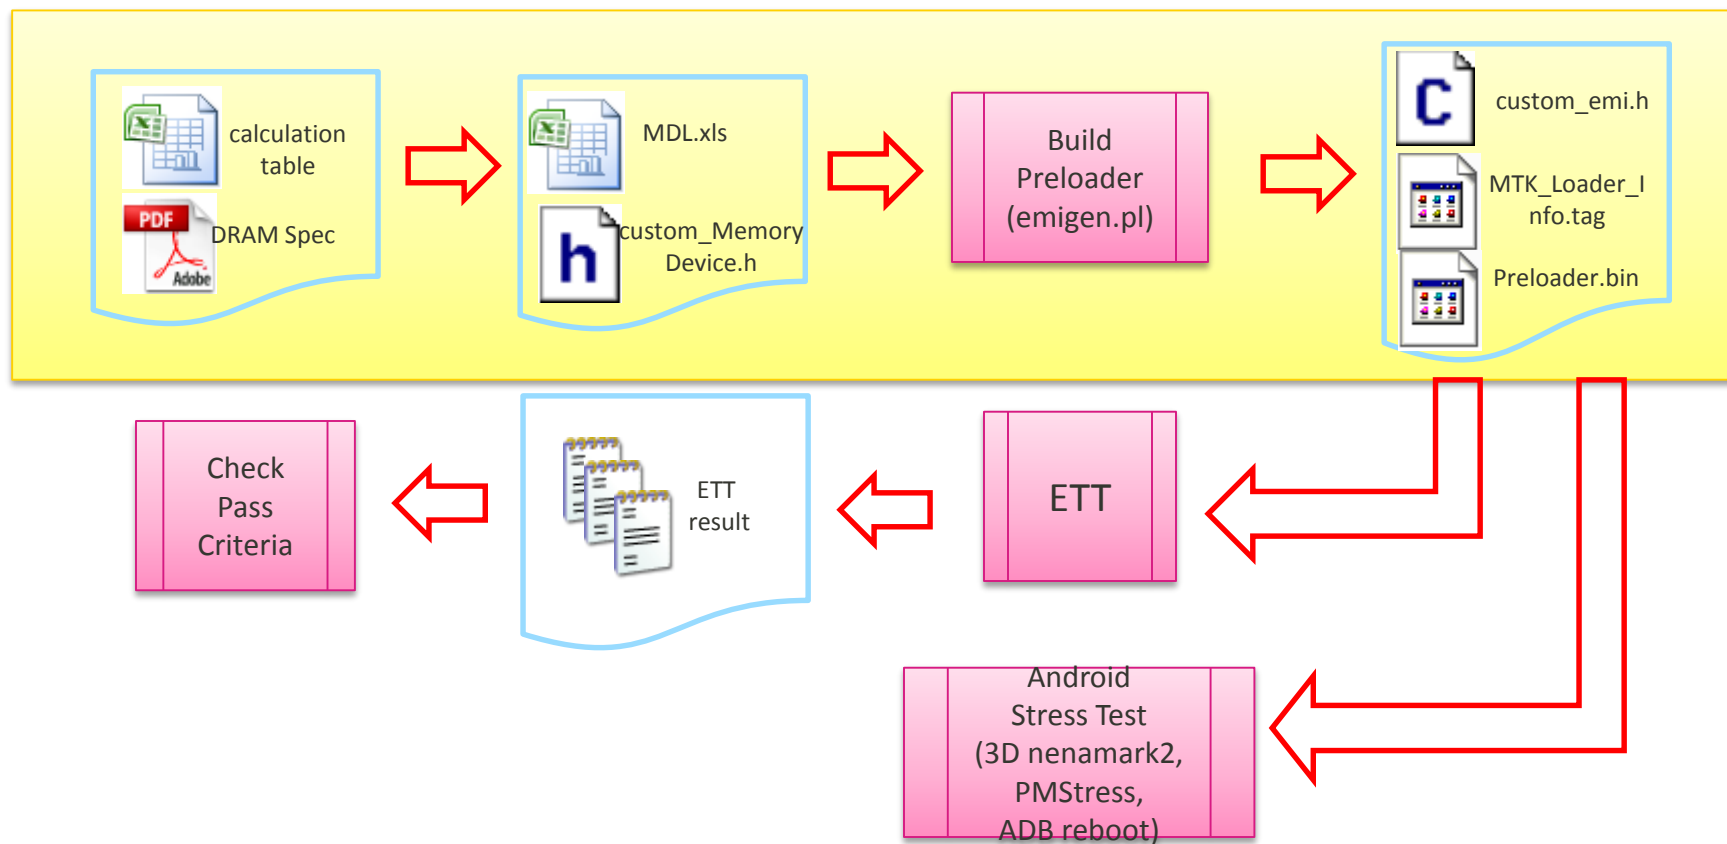 calculation
table
PDF
DRAM Spec
Adobe
MDL.xls
h
custom_Memory
Device.h
Build
Preloader
(emigen.pl)
C
custom_emi.h
MTK_Loader_I
nfo.tag
Preloader.bin
Check
Pass
Criteria
ETT
result
ETT
Android
Stress Test
(3D nenamark2,
PMStress,
ADB reboot)